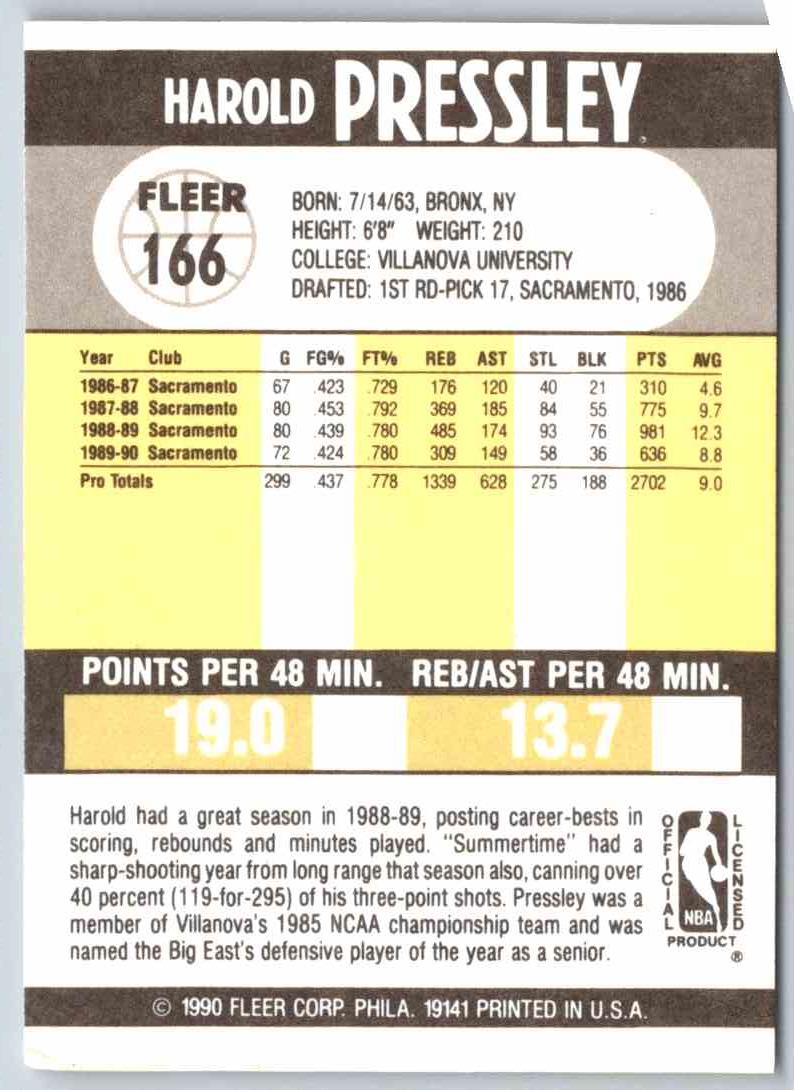 HAROLD PRESSLEY
FLEER
166
BORN: 7/14/63, BRONX, NY
HEIGHT: 6'8" WEIGHT: 210
COLLEGE: VILLANOVA UNIVERSITY
DRAFTED: 1ST RD-PICK 17, SACRAMENTO, 1986
Year Club G FG% FT% REB AST STL BLK PTS AVG
1986-87 Sacramento 67 .423 .729 176 120 40 21 310 4.6
1987-88 Sacramento 80 .453 .792 369 185 84 55 775 9.7
1988-89 Sacramento 80 .439 .780 485 174 93 76 981 12.3
1989-90 Sacramento 72 .424 .780 309 149 58 36 636 8.8
Pro Totals 299 .437 .778 1339 628 275 188 2702 9.0
POINTS PER 48 MIN. REB/AST PER 48 MIN.
19.0 13.7
Harold had a great season in 1988-89, posting career-bests in
scoring, rebounds and minutes played. "Summertime" had a
sharp-shooting year from long range that season also, canning over
40 percent (119-for-295) of his three-point shots. Pressley was a
member of Villanova's 1985 NCAA championship team and was
named the Big East's defensive player of the year as a senior.
OFFICIAL
NBA
LICENSED
PRODUCT
®
© 1990 FLEER CORP. PHILA. 19141 PRINTED IN U.S.A.